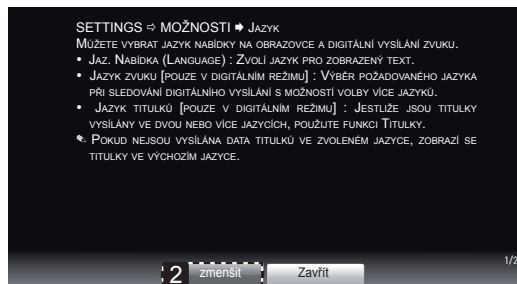 SETTINGS ⇨ MOŽNOSTI ➧ Jazyk
Můžete vybrat jazyk nabídky na obrazovce a digitální vysílání zvuku.
• Jaz. Nabídka (Language) : Zvolí jazyk pro zobrazený text.
• Jazyk zvuku [pouze v digitálním režimu] : Výběr požadovaného jazyka
při sledování digitálního vysílání s možností volby více jazyků.
• Jazyk titulků [pouze v digitálním režimu] : Jestliže jsou titulky
vysílány ve dvou nebo více jazycích, použijte funkci Titulky.
✎ Pokud nejsou vysílána data titulků ve zvoleném jazyce, zobrazí se
titulky ve výchozím jazyce.
1/2
2 zmenšit Zavřít